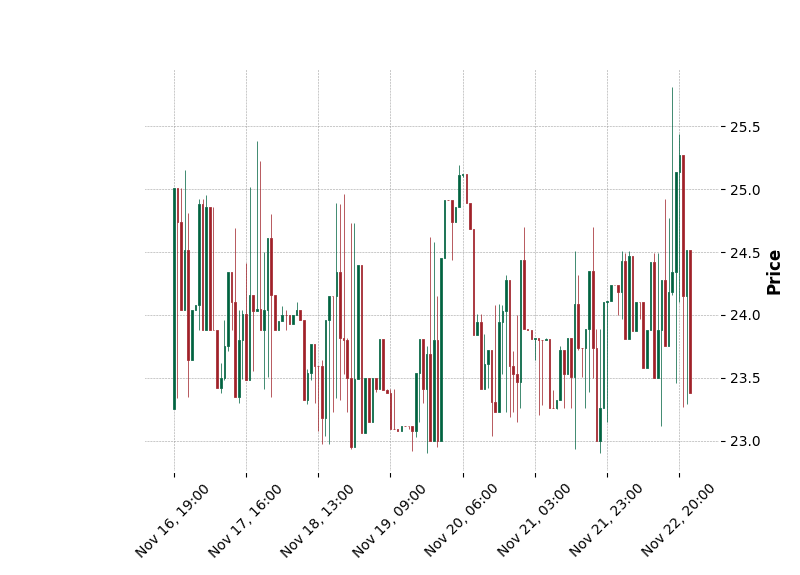 25.5
25.0
24.5
24.0
23.5
23.0
Price
Nov 16, 19:00
Nov 17, 16:00
Nov 18, 13:00
Nov 19, 09:00
Nov 20, 06:00
Nov 21, 03:00
Nov 21, 23:00
Nov 22, 20:00